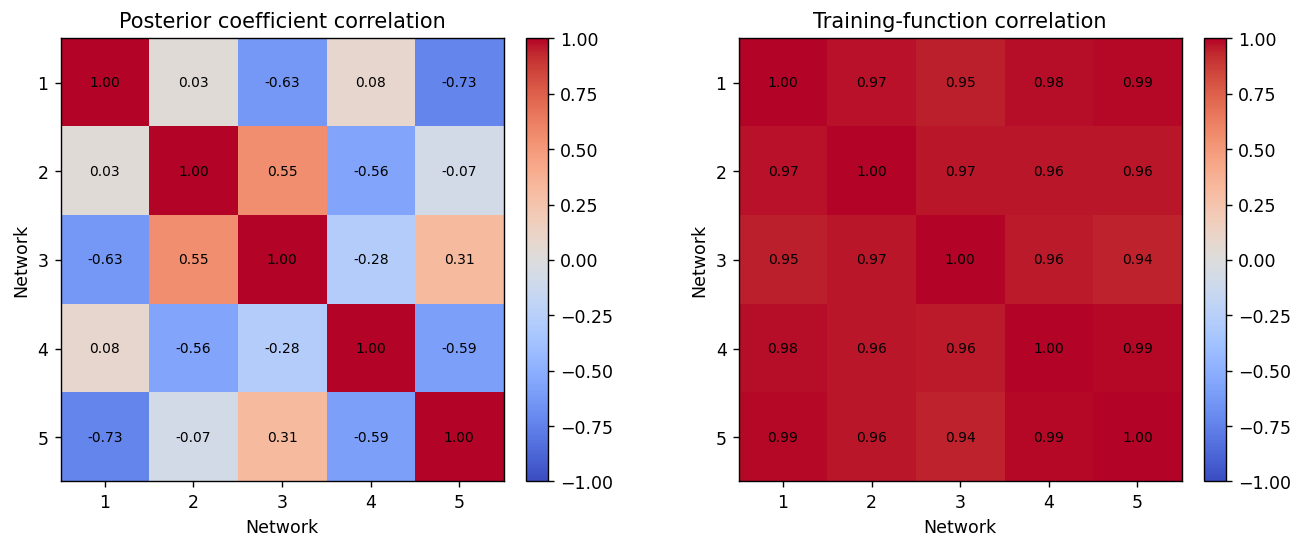 Posterior coefficient correlation
1.00 0.03 -0.63 0.08 -0.73
0.03 1.00 0.55 -0.56 -0.07
-0.63 0.55 1.00 -0.28 0.31
0.08 -0.56 -0.28 1.00 -0.59
-0.73 -0.07 0.31 -0.59 1.00
1
2
3
4
5
Network
1 2 3 4 5
Network
1.00
0.75
0.50
0.25
0.00
−0.25
−0.50
−0.75
−1.00
Training-function correlation
1.00 0.97 0.95 0.98 0.99
0.97 1.00 0.97 0.96 0.96
0.95 0.97 1.00 0.96 0.94
0.98 0.96 0.96 1.00 0.99
0.99 0.96 0.94 0.99 1.00
1
2
3
4
5
Network
1 2 3 4 5
Network
1.00
0.75
0.50
0.25
0.00
−0.25
−0.50
−0.75
−1.00